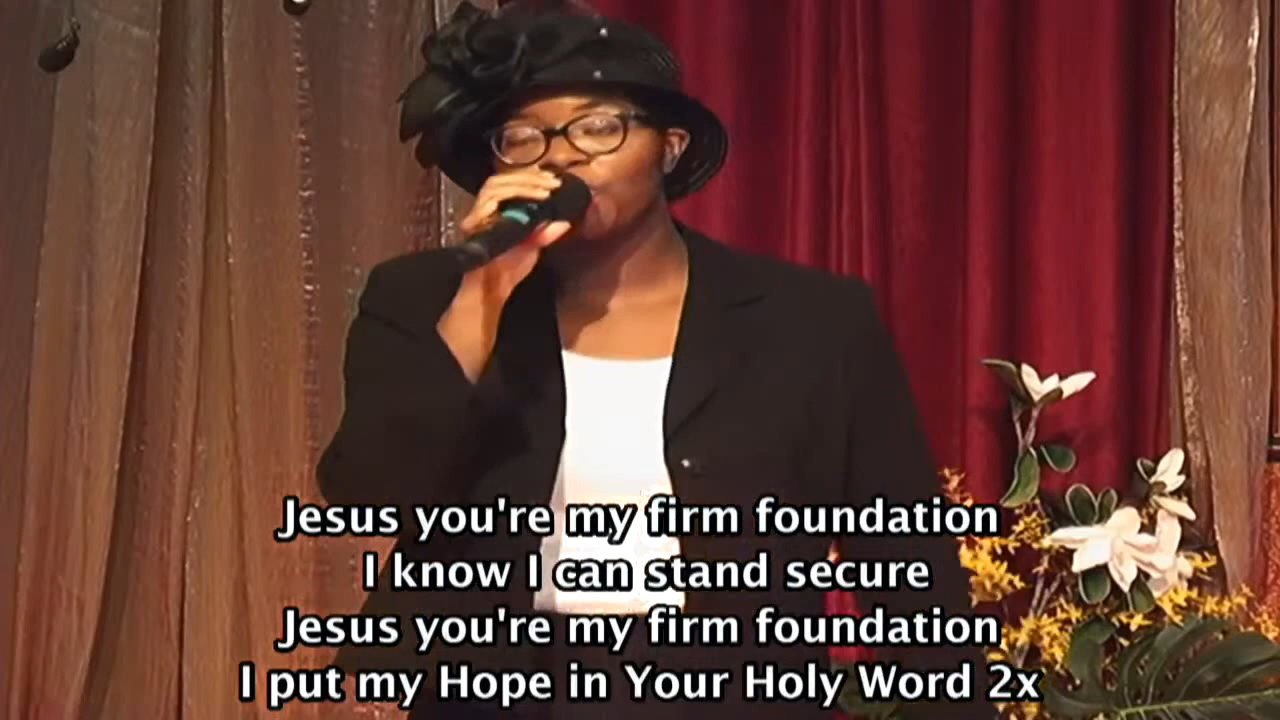 Jesus you're my firm foundation
I know I can stand secure
Jesus you're my firm foundation
I put my Hope in Your Holy Word 2x